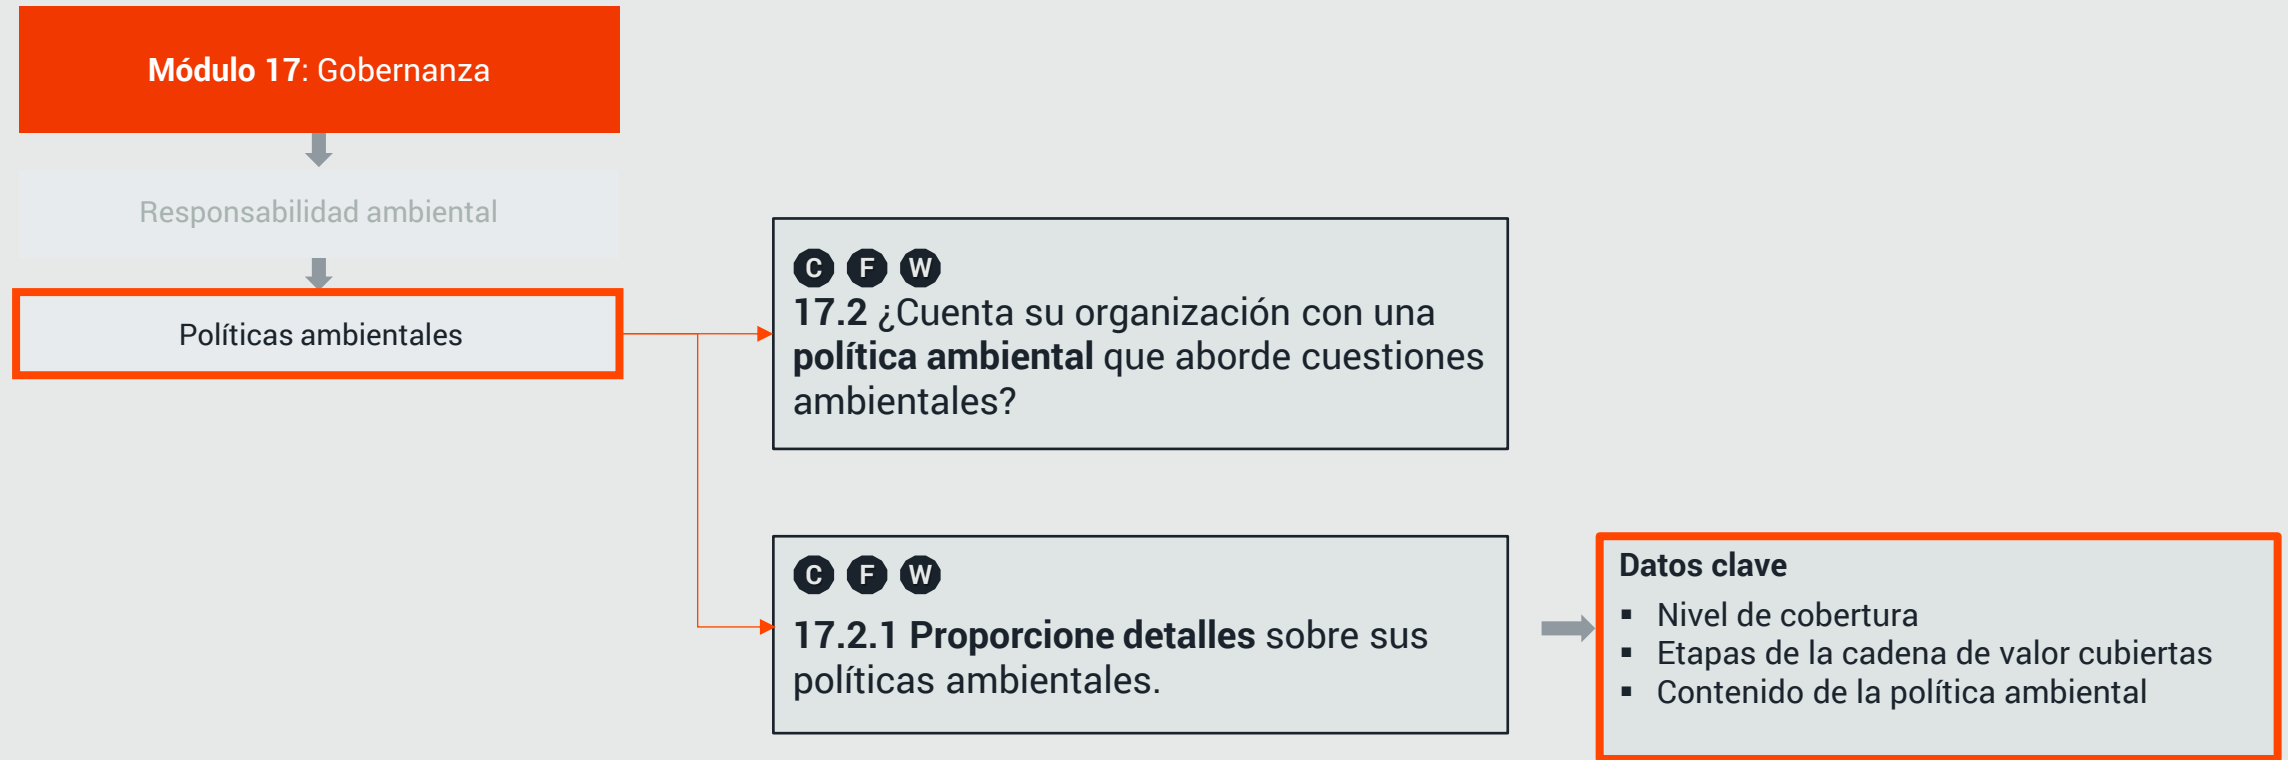 Módulo 17: Gobernanza
Responsabilidad ambiental
Políticas ambientales
C F W
17.2 ¿Cuenta su organización con una
política ambiental que aborde cuestiones
ambientales?
C F W
17.2.1 Proporcione detalles sobre sus
políticas ambientales.
Datos clave
▪ Nivel de cobertura
▪ Etapas de la cadena de valor cubiertas
▪ Contenido de la política ambiental